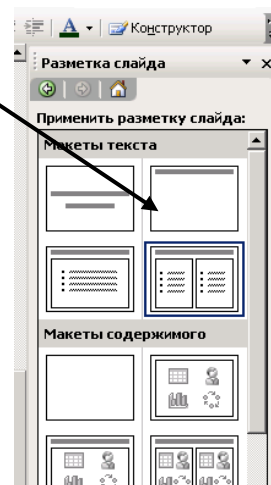 Конструктор
Разметка слайда
Применить разметку слайда:
Макеты текста
Макеты содержимого